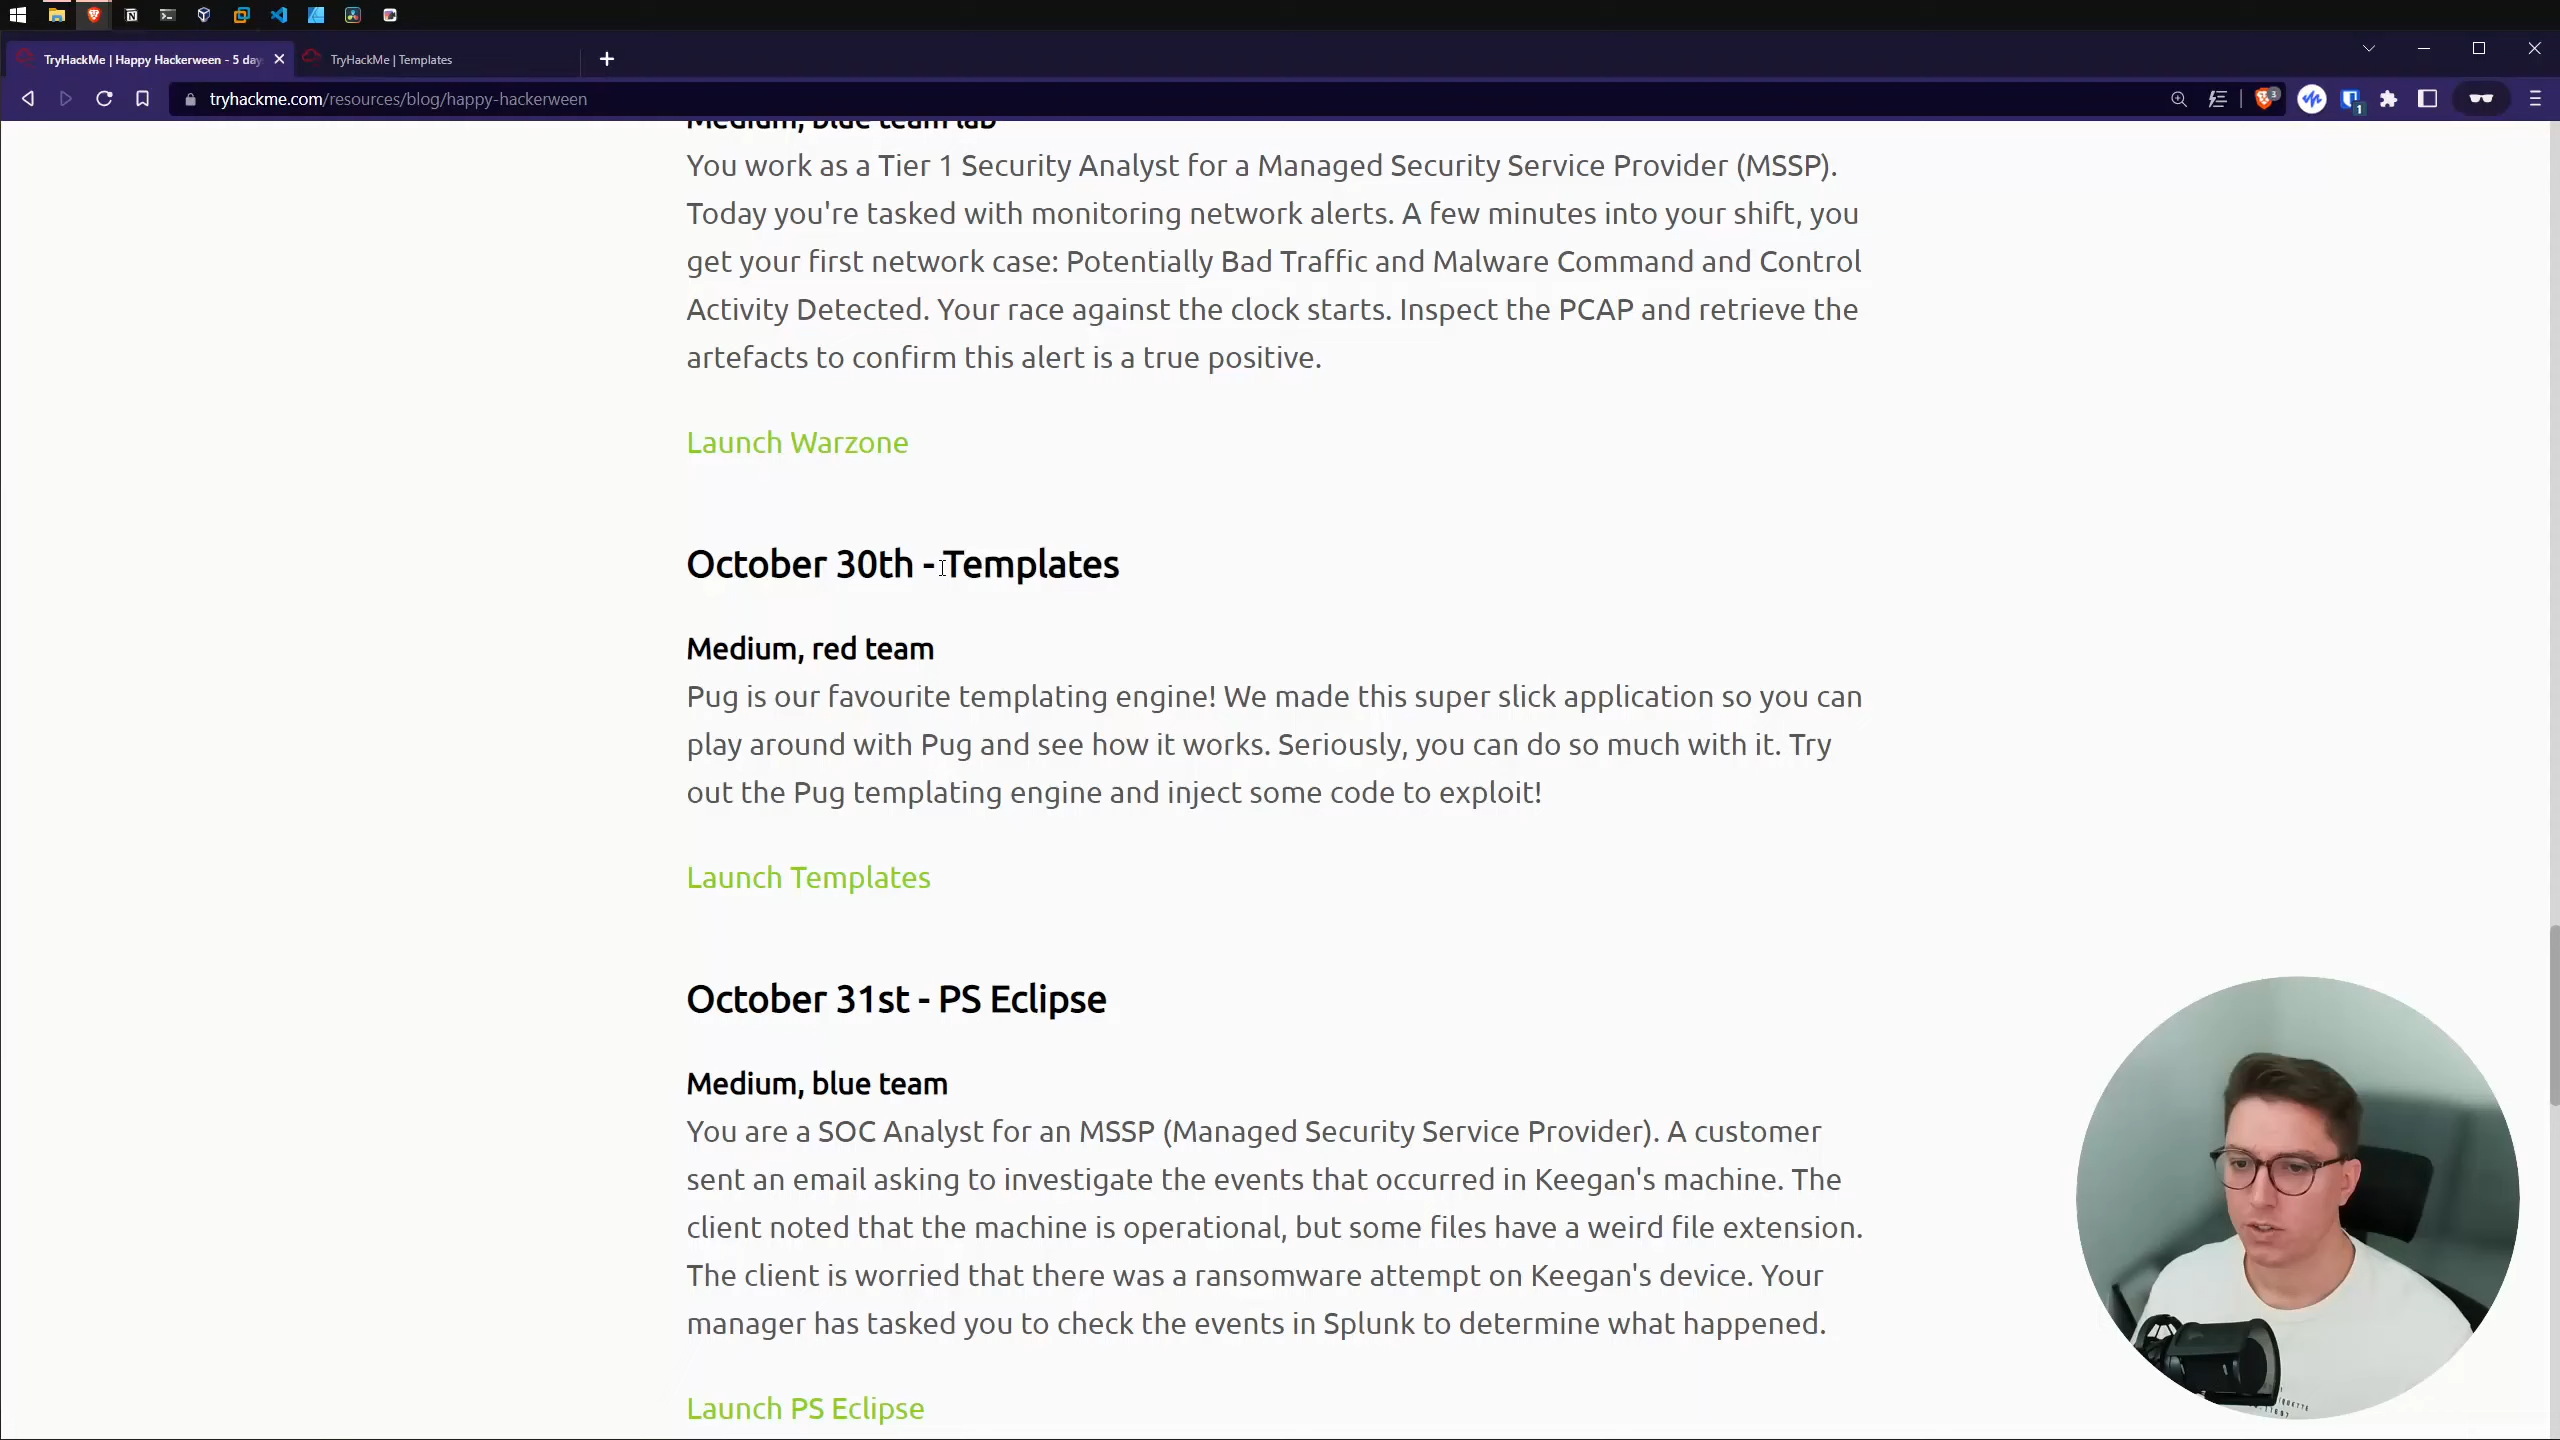 TryHackMe | Happy Hackerween - 5 day
TryHackMe | Templates
tryhackme.com/resources/blog/happy-hackerween
3
1
Medium, blue team lab
You work as a Tier 1 Security Analyst for a Managed Security Service Provider (MSSP).
Today you're tasked with monitoring network alerts. A few minutes into your shift, you
get your first network case: Potentially Bad Traffic and Malware Command and Control
Activity Detected. Your race against the clock starts. Inspect the PCAP and retrieve the
artefacts to confirm this alert is a true positive.
Launch Warzone
October 30th - Templates
Medium, red team
Pug is our favourite templating engine! We made this super slick application so you can
play around with Pug and see how it works. Seriously, you can do so much with it. Try
out the Pug templating engine and inject some code to exploit!
Launch Templates
October 31st - PS Eclipse
Medium, blue team
You are a SOC Analyst for an MSSP (Managed Security Service Provider). A customer
sent an email asking to investigate the events that occurred in Keegan's machine. The
client noted that the machine is operational, but some files have a weird file extension.
The client is worried that there was a ransomware attempt on Keegan's device. Your
manager has tasked you to check the events in Splunk to determine what happened.
Launch PS Eclipse